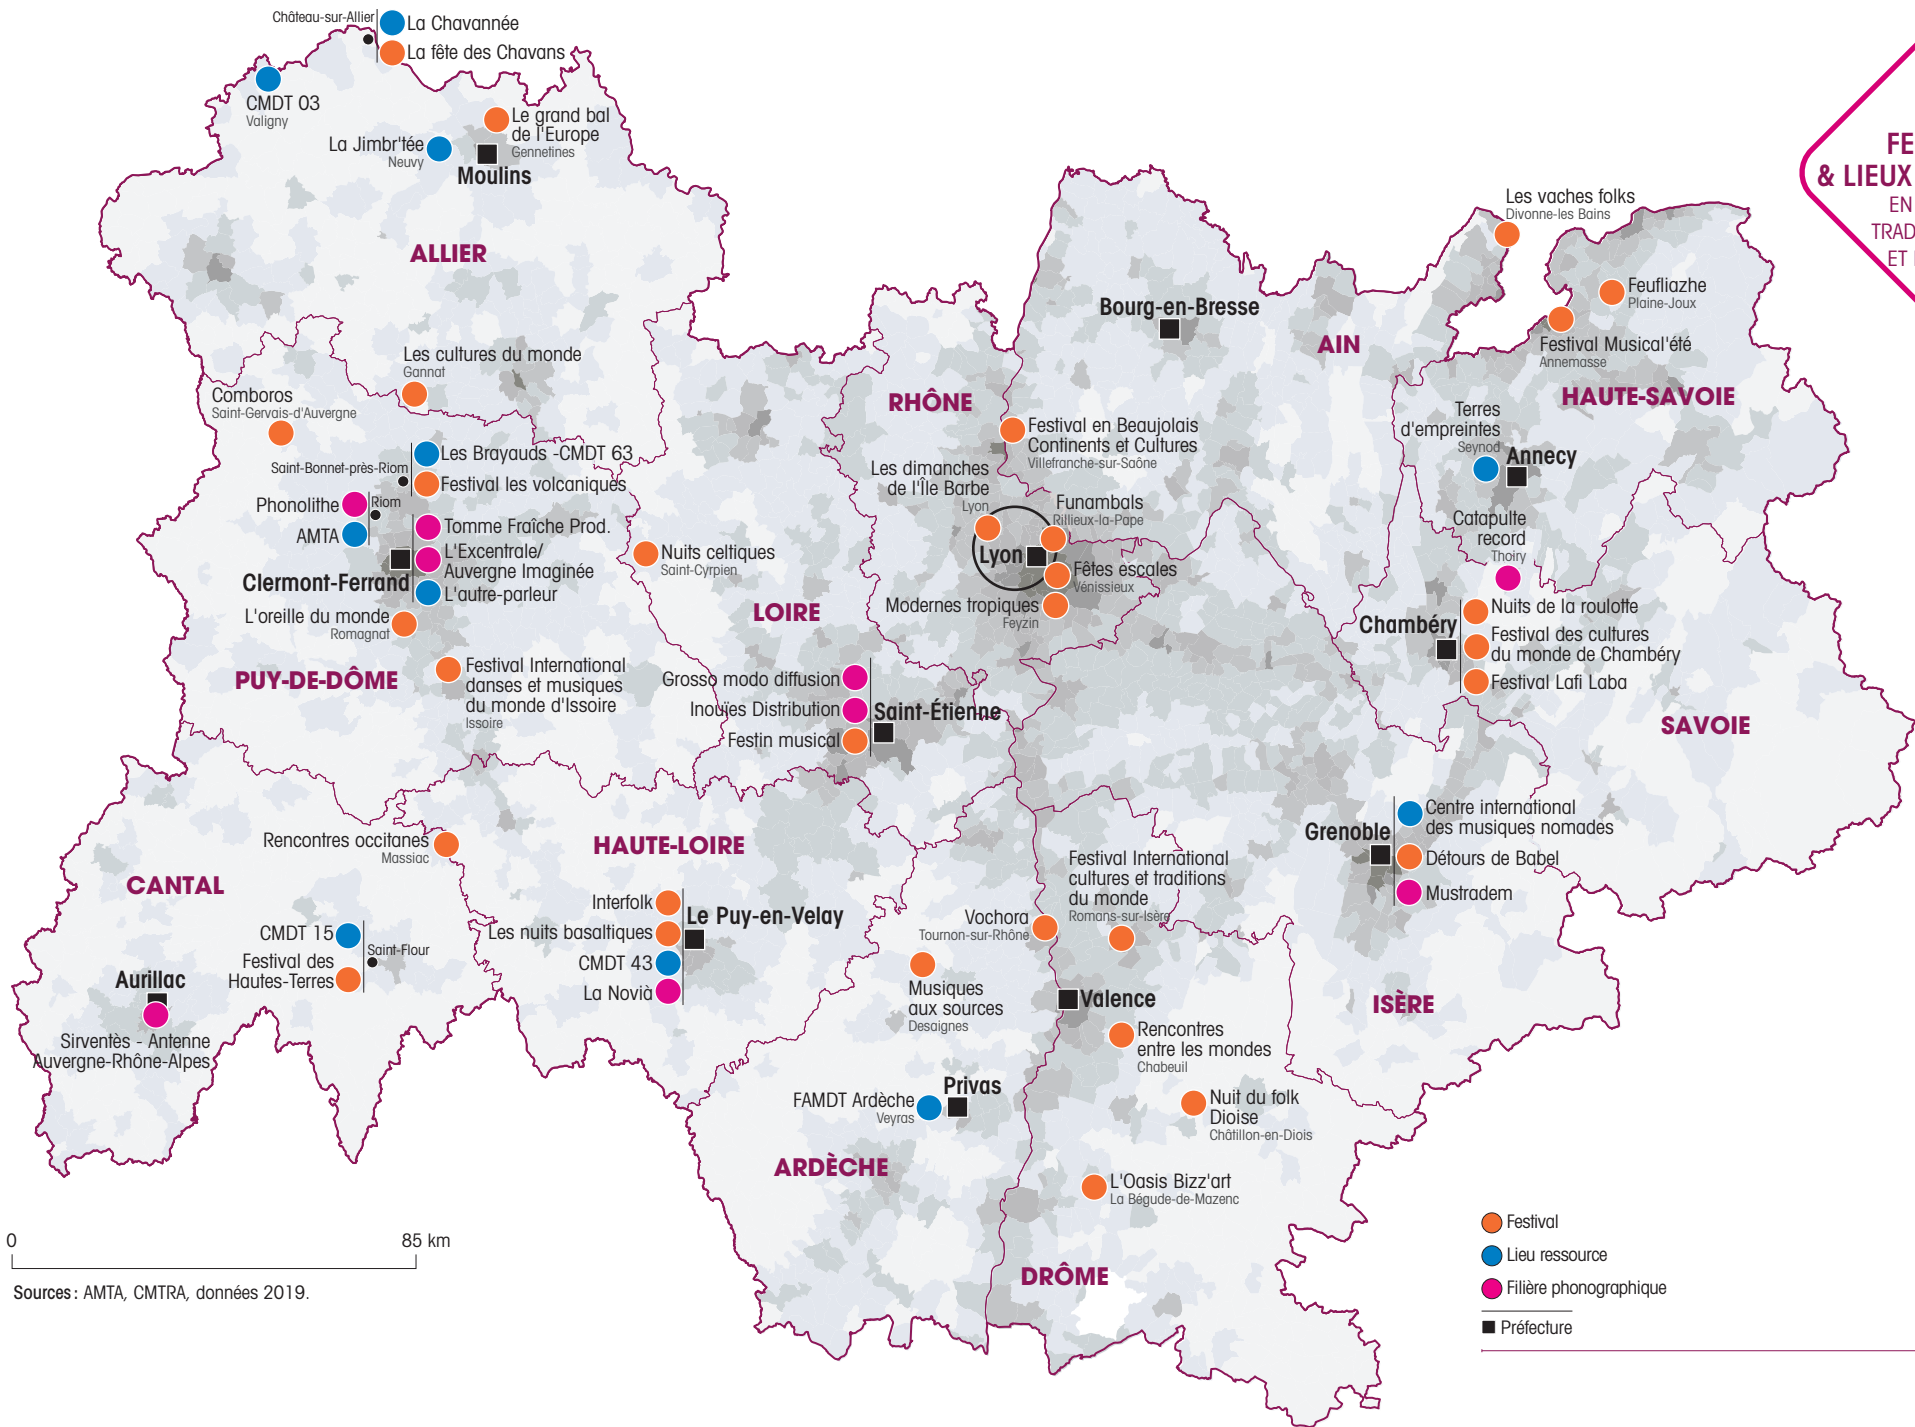 Château-sur-Allier
La Chavannée
La fête des Chavans
CMDT 03
Valigny
Le grand bal
de l'Europe
Gennetines
La Jimbr'tée
Neuvy
Moulins
ALLIER
FE
& LIEUX
EN
TRAD
ET
Les vaches folks
Divonne-les Bains
Feufliazhe
Plaine-Joux
Festival Musical'été
Annemasse
HAUTE-SAVOIE
Bourg-en-Bresse
AIN
Les cultures du monde
Gannat
Comboros
Saint-Gervais-d'Auvergne
RHÔNE
Festival en Beaujolais
Continents et Cultures
Villefranche-sur-Saône
Terres
d'empreintes
Seynod
Annecy
Les Brayauds -CMDT 63
Saint-Bonnet-près-Riom
Festival les volcaniques
Phonolithe
Riom
AMTA
Tomme Fraîche Prod.
L'Excentrale/
Auvergne Imaginée
Clermont-Ferrand
L'autre-parleur
L'oreille du monde
Romagnat
PUY-DE-DÔME
Festival International
danses et musiques
du monde d'Issoire
Issoire
Nuits celtiques
Saint-Cyrpien
LOIRE
Les dimanches
de l'Île Barbe
Lyon
Funambals
Rillieux-la-Pape
Lyon
Fêtes escales
Vénissieux
Modernes tropiques
Feyzin
Catapulte
record
Thoiry
Nuits de la roulotte
Chambéry
Festival des cultures
du monde de Chambéry
Festival Lafi Laba
SAVOIE
Grosso modo diffusion
Inouïes Distribution
Saint-Étienne
Festin musical
Rencontres occitanes
Massiac
HAUTE-LOIRE
CANTAL
Interfolk
Les nuits basaltiques
Le Puy-en-Velay
CMDT 43
La Novià
CMDT 15
Saint-Flour
Festival des
Hautes-Terres
Aurillac
Sirventès - Antenne
Auvergne-Rhône-Alpes
Centre international
des musiques nomades
Grenoble
Détours de Babel
Mustradem
Festival International
cultures et traditions
du monde
Romans-sur-Isère
Vochora
Tournon-sur-Rhône
Musiques
aux sources
Desaignes
Valence
ISÈRE
Rencontres
entre les mondes
Chabeuil
Privas
FAMDT Ardèche
Veyras
Nuit du folk
Dioise
Châtillon-en-Diois
ARDÈCHE
L'Oasis Bizz'art
La Bégude-de-Mazenc
DRÔME
0
85 km
Sources : AMTA, CMTRA, données 2019.
Festival
Lieu ressource
Filière phonographique
Préfecture